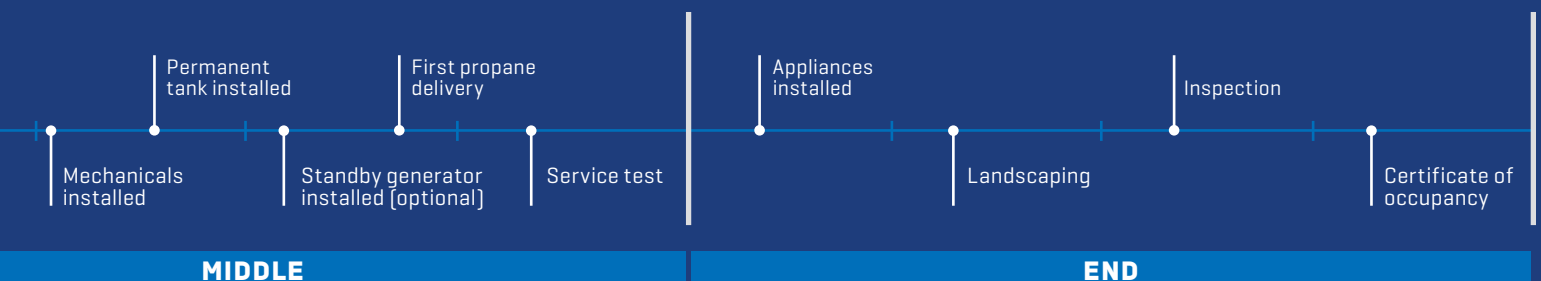 Permanent
tank installed
First propane
delivery
Appliances
installed
Inspection
Mechanicals
installed
Standby generator
installed (optional)
Service test
Landscaping
Certificate of
occupancy
MIDDLE
END